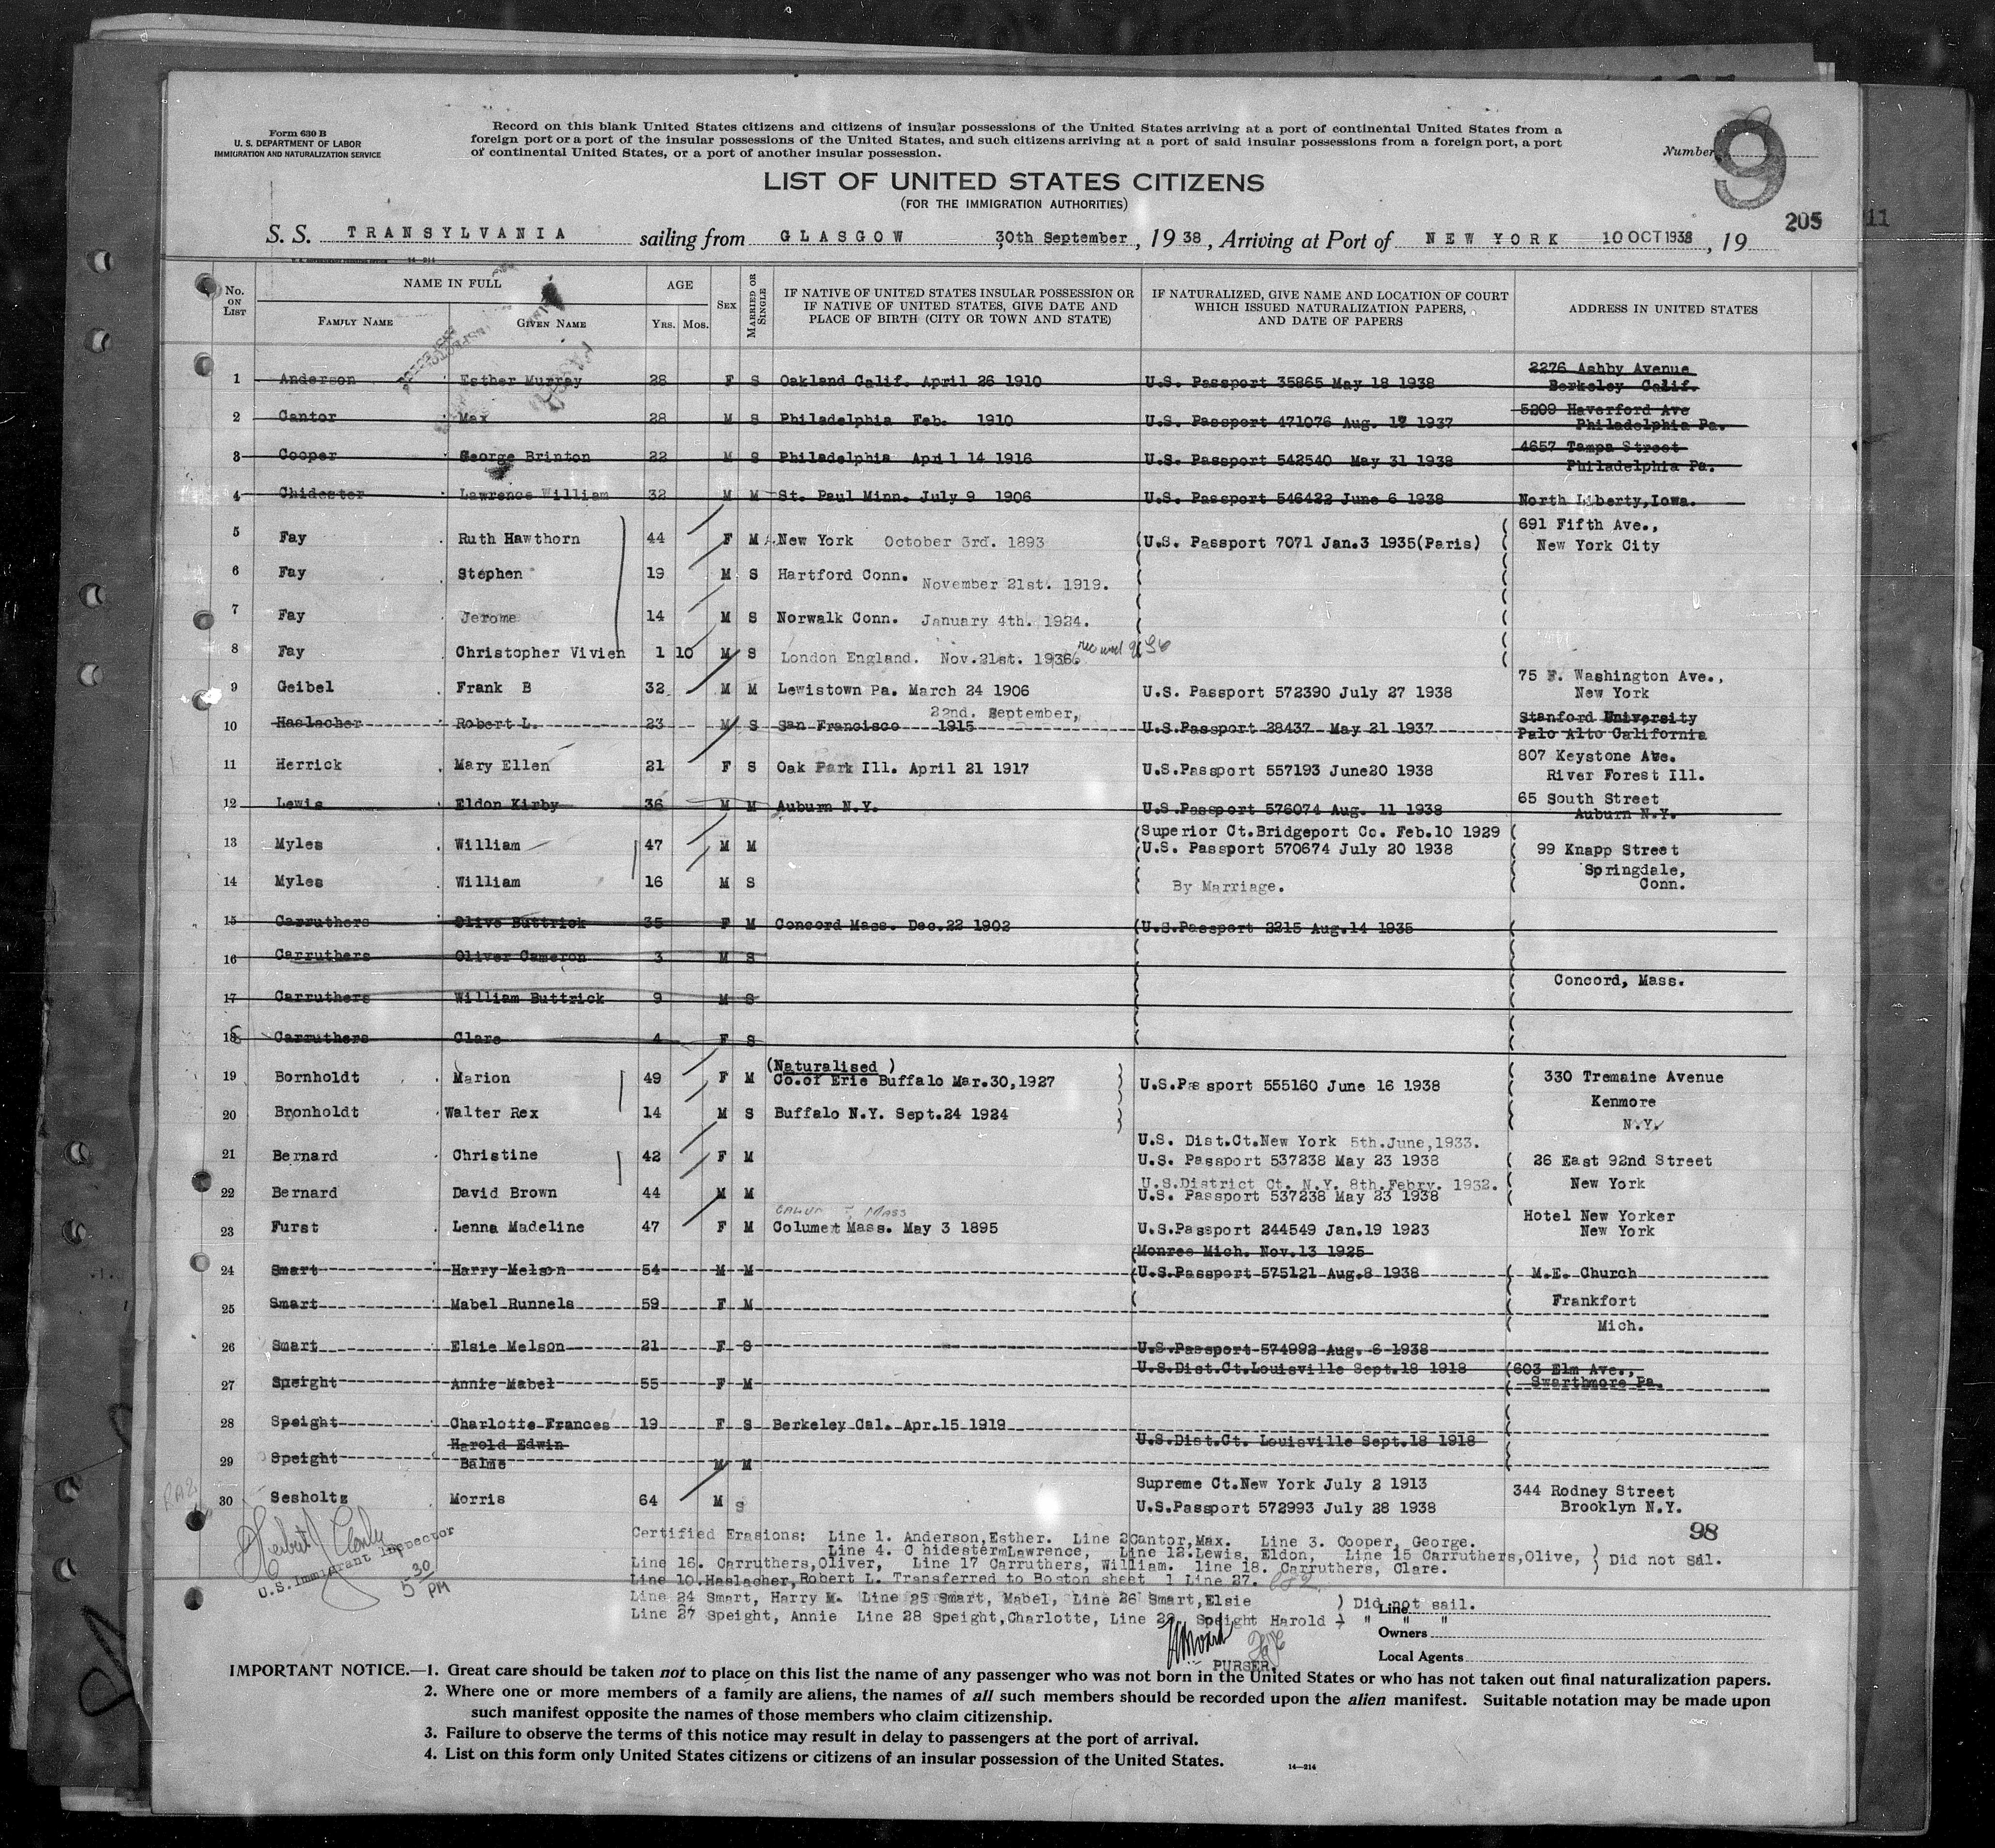 Form 630 B
U. S. DEPARTMENT OF LABOR
IMMIGRATION AND NATURALIZATION SERVICE
Record on this blank United States citizens and citizens of insular possessions of the United States arriving at a port of continental United States from a
foreign port or a port of the insular possessions of the United States, and such citizens arriving at a port of said insular possessions from a foreign port, a port
of continental United States, or a port of another insular possession.
Number
9
LIST OF UNITED STATES CITIZENS
(FOR THE IMMIGRATION AUTHORITIES)
205
11
S. S. TRANSYLVANIA sailing from GLASGOW 30th September, 1938, Arriving at Port of NEW YORK 10 OCT 1938, 19
14-214
No. ON LIST NAME IN FULL FAMILY NAME GIVEN NAME AGE YRS. MOS. SEX MARRIED OR SINGLE
IF NATIVE OF UNITED STATES INSULAR POSSESSION OR
IF NATIVE OF UNITED STATES, GIVE DATE AND
PLACE OF BIRTH (CITY OR TOWN AND STATE)
IF NATURALIZED, GIVE NAME AND LOCATION OF COURT
WHICH ISSUED NATURALIZATION PAPERS,
AND DATE OF PAPERS
ADDRESS IN UNITED STATES
1 Anderson Esther Murray 28 F S Oakland Calif. April 26 1910 U.S. Passport 35865 May 18 1938 2276 Ashby Avenue
Berkeley Calif.
2 Cantor Max 28 M S Philadelphia Feb. 1910 U.S. Passport 471076 Aug. 17 1937 5209 Haverford Ave
Philadelphia Pa.
3 Cooper George Brinton 22 M S Philadelphia April 14 1916 U.S. Passport 542540 May 31 1938 4657 Tampa Street
Philadelphia Pa.
4 Chidester Lawrence William 32 M M St. Paul Minn. July 9 1906 U.S. Passport 546422 June 6 1938 North Liberty, Iowa.
5 Fay Ruth Hawthorn 44 F M New York October 3rd. 1893 (U.S. Passport 7071 Jan.3 1935(Paris) ( 691 Fifth Ave.,
New York City
6 Fay Stephen 19 M S Hartford Conn. November 21st. 1919.
7 Fay Jerome 14 M S Norwalk Conn. January 4th. 1924.
8 Fay Christopher Vivien 1 10 M S London England. Nov.21st. 1936.
9 Geibel Frank B 32 M M Lewistown Pa. March 24 1906 U.S. Passport 572390 July 27 1938 75 F. Washington Ave.,
New York
10 Haslacher Robert L. 23 M S San Francisco 22nd. September, 1915 U.S.Passport 28437 May 21 1937 Stanford University
Palo Alto California
11 Herrick Mary Ellen 21 F S Oak Park Ill. April 21 1917 U.S.Passport 557193 June20 1938 807 Keystone Ave.
River Forest Ill.
12 Lewis Eldon Kirby 36 M M Auburn N.Y. U.S.Passport 576074 Aug. 11 1938 65 South Street
Auburn N.Y.
(Superior Ct.Bridgeport Co. Feb.10 1929
13 Myles William 47 M M (U.S. Passport 570674 July 20 1938 ( 99 Knapp Street
Springdale,
14 Myles William 16 M S ( By Marriage. ( Conn.
15 Carruthers Olive Buttrick 35 F M Concord Mass. Dec.22 1902 (U.S.Passport 2215 Aug.14 1935
16 Carruthers Oliver Cameron 3 M S
Concord, Mass.
17 Carruthers William Buttrick 9 M S
18 Carruthers Clare 4 F S
(Naturalised )
19 Bornholdt Marion 49 F M Co.of Erie Buffalo Mar.30,1927 U.S.Passport 555160 June 16 1938 330 Tremaine Avenue
Kenmore
20 Bronholdt Walter Rex 14 M S Buffalo N.Y. Sept.24 1924 N.Y.
U.S. Dist.Ct.New York 5th.June,1933.
21 Bernard Christine 42 F M U.S. Passport 537238 May 23 1938 ( 26 East 92nd Street
U.S.District Ct. N.Y. 8th.Febry. 1932. New York
22 Bernard David Brown 44 M M U.S. Passport 537238 May 23 1938
MASS
23 Furst Lenna Madeline 47 F M Columet Mass. May 3 1895 U.S.Passport 244549 Jan.19 1923 Hotel New Yorker
New York
(Monroe Mich. Nov.13 1925
24 Smart Harry Melson 54 M M (U.S.Passport 575121 Aug.8 1938 ( M.E. Church
25 Smart Mabel Runnels 59 F M Frankfort
Mich.
26 Smart Elsie Melson 21 F S U.S.Passport 574992 Aug. 6 1938
U.S.Dist.Ct.Louisville Sept.18 1918 (603 Elm Ave.,
27 Speight Annie Mabel 55 F M Swarthmore Pa.
28 Speight Charlotte Frances 19 F S Berkeley Cal. Apr.15 1919
29 Speight Harold Edwin Balme M M U.S.Dist.Ct. Louisville Sept.18 1918
Supreme Ct.New York July 2 1913
30 Sesholtz Morris 64 M S U.S.Passport 572993 July 28 1938 344 Rodney Street
Brooklyn N.Y.
98
U.S. Immigrant Inspector
5 30 PM
Certified Erasions: Line 1. Anderson,Esther. Line 2Cantor,Max. Line 3. Cooper, George.
Line 4. C hidester Lawrence, Line 12.Lewis, Eldon, Line 15 Carruthers,Olive,
Line 16. Carruthers,Oliver, Line 17 Carruthers, William. line 18. Carruthers, Clare. ) Did not sail.
Line 10.Haslacher,Robert L. Transferred to Boston sheet 1 Line 27.
Line 24 Smart, Harry M. Line 25 Smart, Mabel, Line 26 Smart,Elsie ) Did not sail.
Line 27 Speight, Annie Line 28 Speight,Charlotte, Line 29 Speight Harold ) " " "
PURSER.
Line
Owners
Local Agents
IMPORTANT NOTICE.—1. Great care should be taken not to place on this list the name of any passenger who was not born in the United States or who has not taken out final naturalization papers.
2. Where one or more members of a family are aliens, the names of all such members should be recorded upon the alien manifest. Suitable notation may be made upon
such manifest opposite the names of those members who claim citizenship.
3. Failure to observe the terms of this notice may result in delay to passengers at the port of arrival.
4. List on this form only United States citizens or citizens of an insular possession of the United States.
14—214